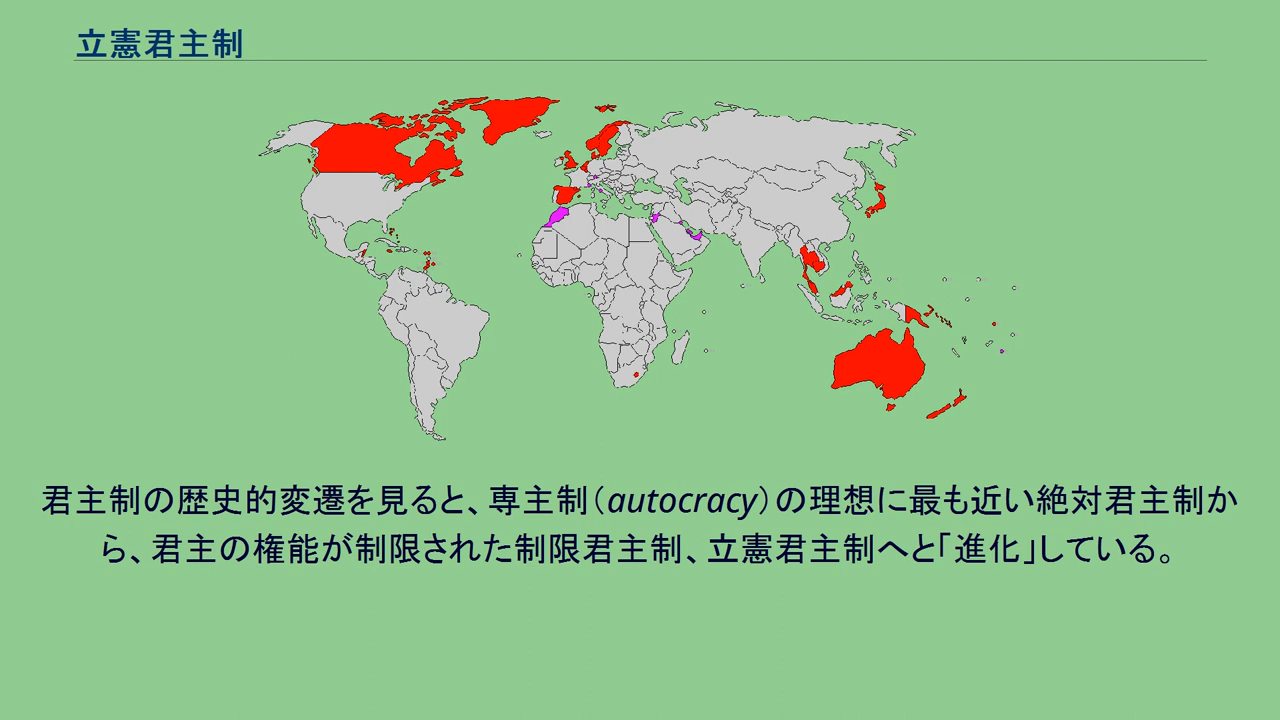 立憲君主制
君主制の歴史的変遷を見ると、専主制（autocracy）の理想に最も近い絶対君主制か
ら、君主の権能が制限された制限君主制、立憲君主制へと「進化」している。